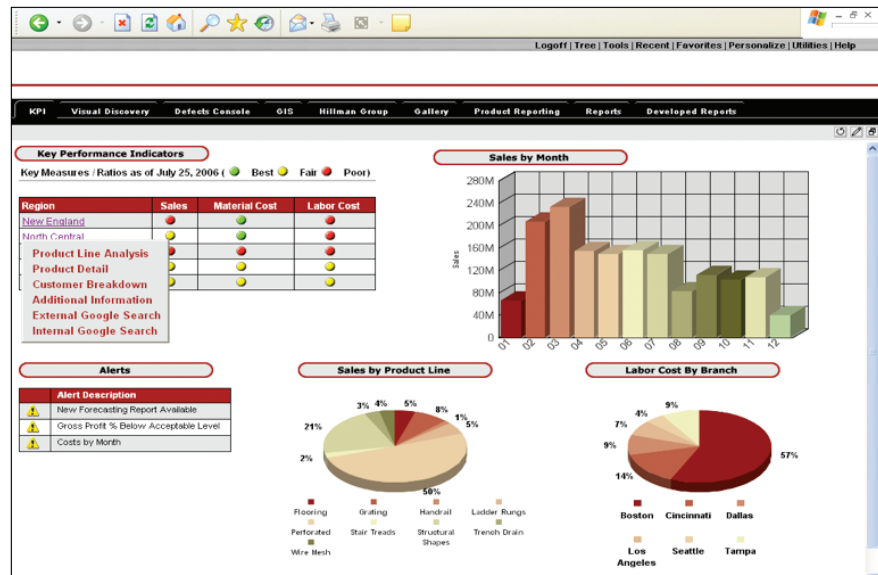 Logoff | Tree | Tools | Recent | Favorites | Personalize | Utilities | Help
KPI Visual Discovery Defects Console GIS Hillman Group Gallery Product Reporting Reports Developed Reports
Key Performance Indicators
Key Measures / Ratios as of July 25, 2006 ( Best Fair Poor)
Region Sales Material Cost Labor Cost
New England
North Central
Product Line Analysis
Product Detail
Customer Breakdown
Additional Information
External Google Search
Internal Google Search
Sales by Month
280M
240M
200M
160M
120M
80M
40M
0
Sales
01 02 03 04 05 06 07 08 09 10 11 12
Alerts
Alert Description
New Forecasting Report Available
Gross Profit % Below Acceptable Level
Costs by Month
Sales by Product Line
3% 4% 5%
8%
1%
5%
21%
2%
50%
Flooring Grating Handrail Ladder Rungs
Perforated Stair Treads Structural Shapes Trench Drain
Wire Mesh
Labor Cost By Branch
9%
4%
7%
9%
14%
57%
Boston Cincinnati Dallas
Los Angeles Seattle Tampa